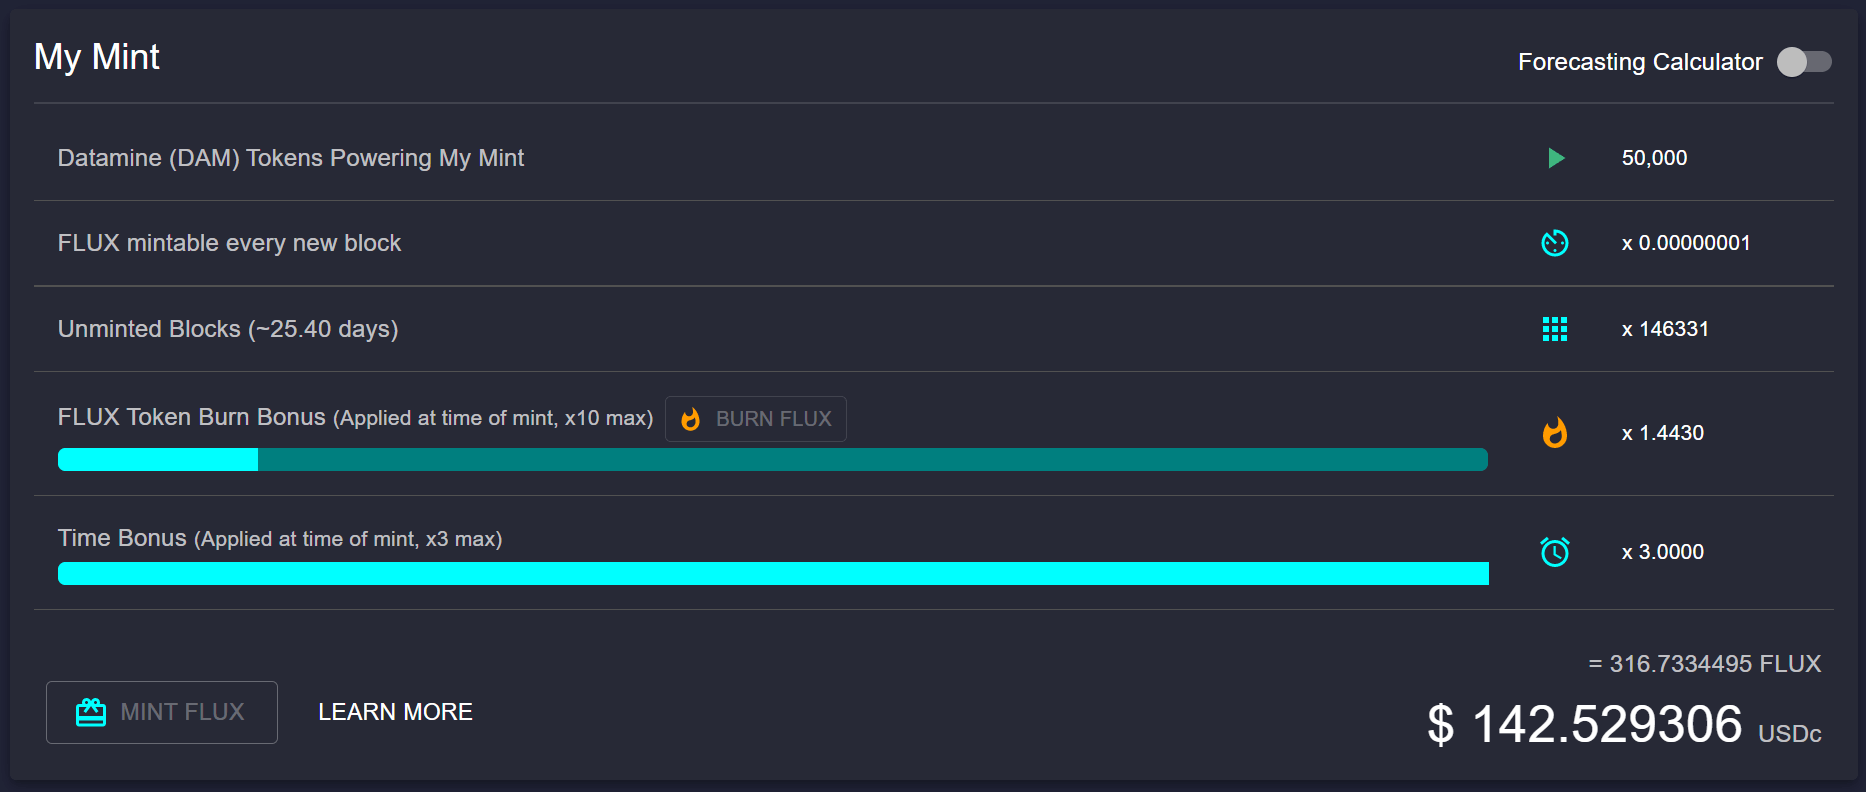 My Mint
Forecasting Calculator
Datamine (DAM) Tokens Powering My Mint 50,000
FLUX mintable every new block x 0.00000001
Unminted Blocks (~25.40 days) x 146331
FLUX Token Burn Bonus (Applied at time of mint, x10 max) BURN FLUX x 1.4430
Time Bonus (Applied at time of mint, x3 max) x 3.0000
= 316.7334495 FLUX
MINT FLUX LEARN MORE $ 142.529306 USDc